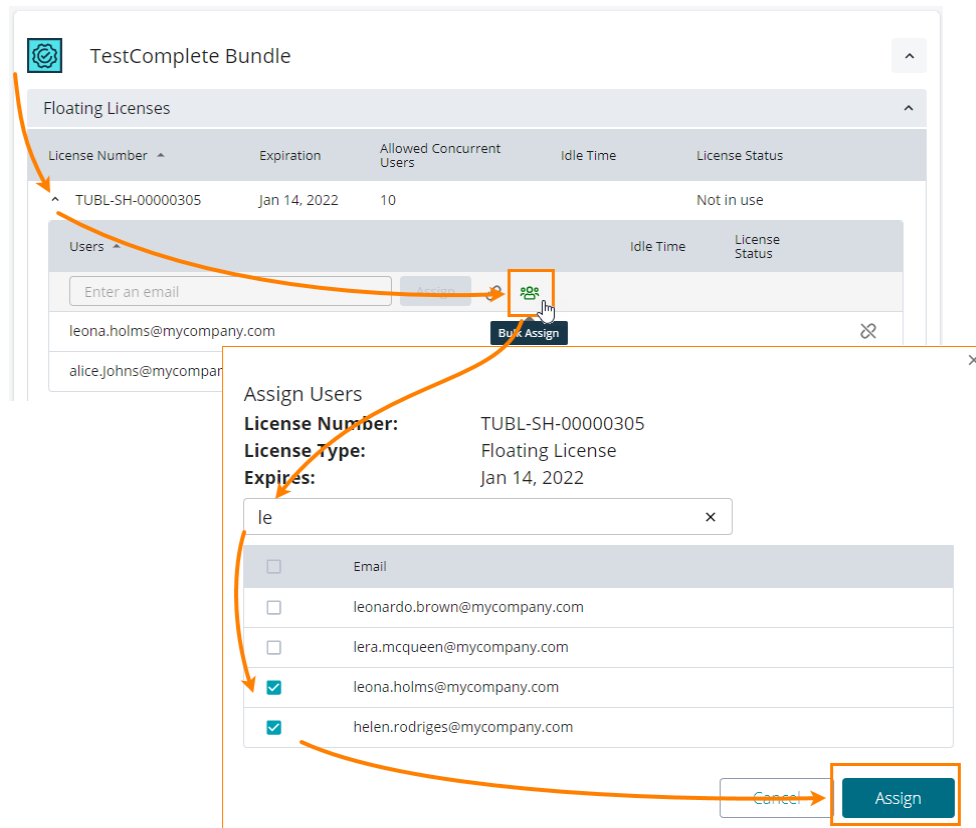 TestComplete Bundle
Floating Licenses
License Number Expiration Allowed Concurrent Users Idle Time License Status
TUBL-SH-00000305 Jan 14, 2022 10 Not in use
Users Idle Time License Status
Enter an email Assign
Bulk Assign
leona.holms@mycompany.com
alice.Johns@mycompan
Assign Users
License Number: TUBL-SH-00000305
License Type: Floating License
Expires: Jan 14, 2022
le
Email
leonardo.brown@mycompany.com
lera.mcqueen@mycompany.com
leona.holms@mycompany.com
helen.rodriges@mycompany.com
Cancel Assign